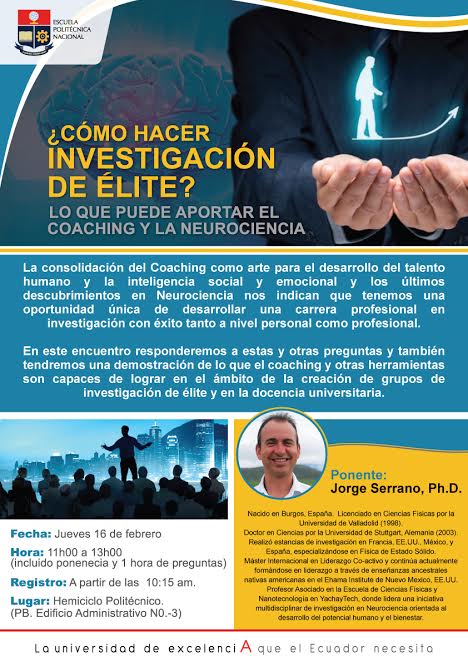 ESCUELA
POLITÉCNICA
NACIONAL
¿CÓMO HACER
INVESTIGACIÓN
DE ÉLITE?
LO QUE PUEDE APORTAR EL
COACHING Y LA NEUROCIENCIA
La consolidación del Coaching como arte para el desarrollo del talento
humano y la inteligencia social y emocional y los últimos
descubrimientos en Neurociencia nos indican que tenemos una
oportunidad única de desarrollar una carrera profesional en
investigación con éxito tanto a nivel personal como profesional.
En este encuentro responderemos a estas y otras preguntas y también
tendremos una demostración de lo que el coaching y otras herramientas
son capaces de lograr en el ámbito de la creación de grupos de
investigación de élite y en la docencia universitaria.
Fecha: Jueves 16 de febrero
Hora: 11h00 a 13h00
(incluido ponenecia y 1 hora de preguntas)
Registro: A partir de las 10:15 am.
Lugar: Hemiciclo Politécnico.
(PB. Edificio Administrativo N0.-3)
Ponente:
Jorge Serrano, Ph.D.
Nacido en Burgos, España. Licenciado en Ciencias Físicas por la
Universidad de Valladolid (1998).
Doctor en Ciencias por la Universidad de Stuttgart, Alemania (2003).
Realizó estancias de investigación en Francia, EE.UU., México, y
España, especializándose en Física de Estado Sólido.
Máster Internacional en Liderazgo Co-activo y continúa actualmente
formándose en liderazgo a través de enseñanzas ancestrales
nativas americanas en el Ehama Institute de Nuevo Mexico, EE.UU.
Profesor Asociado en la Escuela de Ciencias Físicas y
Nanotecnología en YachayTech, donde lidera una iniciativa
multidisciplinar de investigación en Neurociencia orientada al
desarrollo del potencial humano y el bienestar.
La universidad de excelenciA que el Ecuador necesita